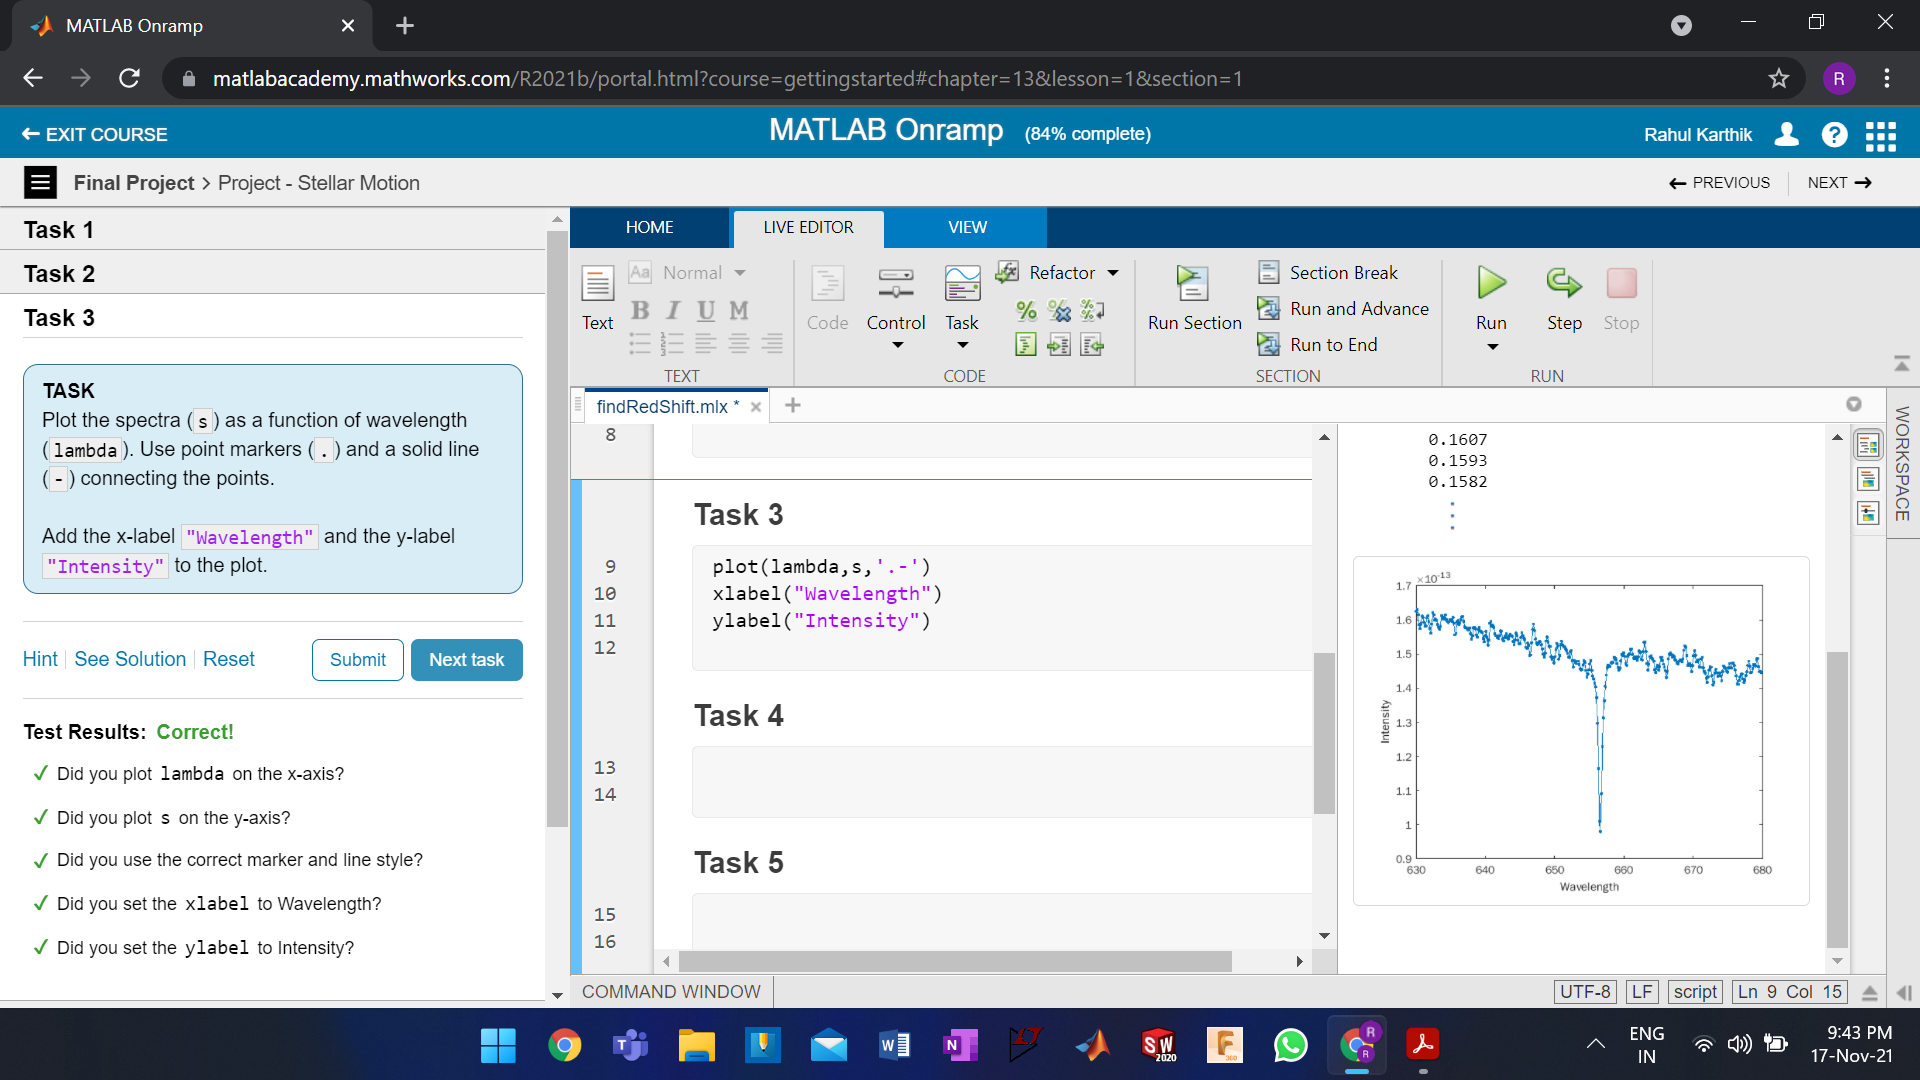 MATLAB Onramp
matlabacademy.mathworks.com/R2021b/portal.html?course=gettingstarted#chapter=13&lesson=1&section=1
R
EXIT COURSE
MATLAB Onramp (84% complete)
Rahul Karthik
Final Project > Project - Stellar Motion
PREVIOUS
NEXT
Task 1
Task 2
Task 3
TASK
Plot the spectra ( s ) as a function of wavelength
( lambda ). Use point markers ( . ) and a solid line
( - ) connecting the points.
Add the x-label "Wavelength" and the y-label
"Intensity" to the plot.
Hint
See Solution
Reset
Submit
Next task
Test Results: Correct!
Did you plot lambda on the x-axis?
Did you plot s on the y-axis?
Did you use the correct marker and line style?
Did you set the xlabel to Wavelength?
Did you set the ylabel to Intensity?
HOME
LIVE EDITOR
VIEW
Text
Aa Normal
B I U M
TEXT
Code
Control
Task
Refactor
CODE
Run Section
Section Break
Run and Advance
Run to End
SECTION
Run
Step
Stop
RUN
findRedShift.mlx *
8
Task 3
9 plot(lambda,s,'.-')
10 xlabel("Wavelength")
11 ylabel("Intensity")
12
Task 4
13
14
Task 5
15
16
0.1607
0.1593
0.1582
×10-13
1.7
1.6
1.5
1.4
1.3
1.2
1.1
1
0.9
Intensity
630 640 650 660 670 680
Wavelength
WORKSPACE
COMMAND WINDOW
UTF-8
LF
script
Ln 9 Col 15
SW
2020
F
360
ENG
IN
9:43 PM
17-Nov-21